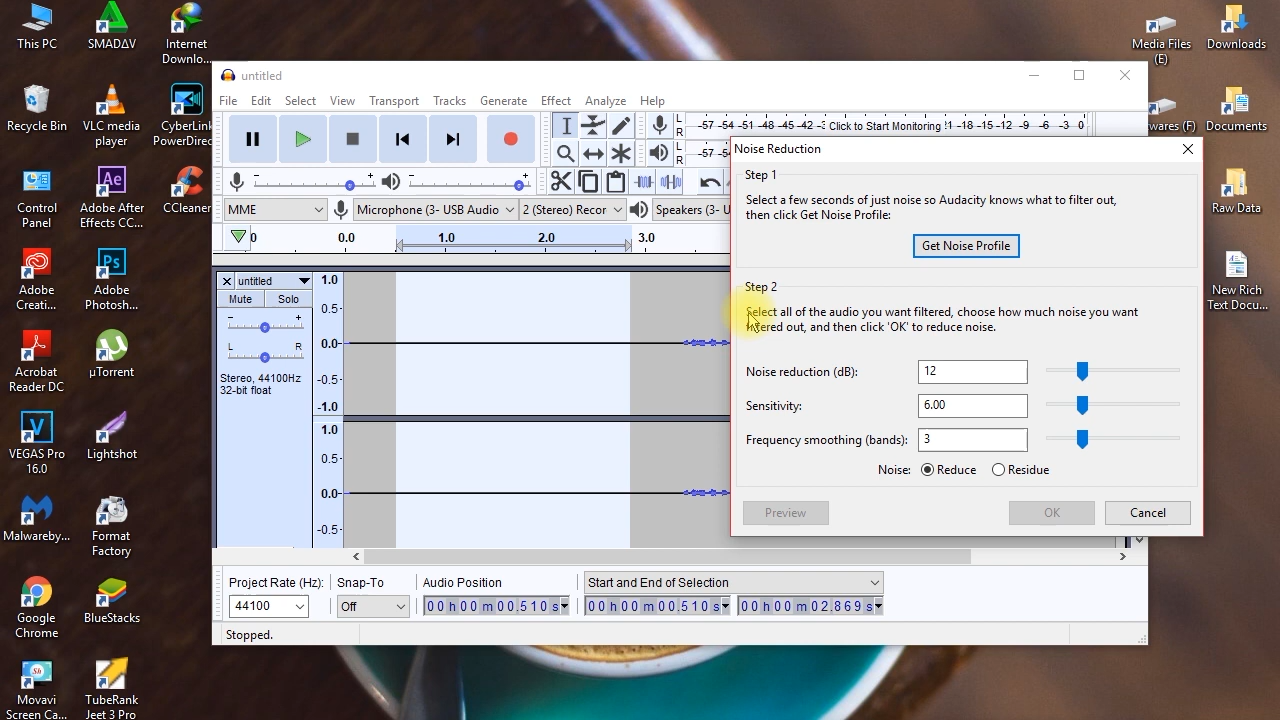 This PC
SMADΔV
Internet
Downlo...
Recycle Bin
VLC media
player
CyberLink
PowerDirec
Control
Panel
Adobe After
Effects CC...
CCleaner
Adobe
Creati...
Adobe
Photosh...
Acrobat
Reader DC
µTorrent
VEGAS Pro
16.0
Lightshot
Malwareby...
Format
Factory
Google
Chrome
BlueStacks
Movavi
Screen Ca...
TubeRank
Jeet 3 Pro
Media Files
(E)
Downloads
wares (F)
Documents
Raw Data
New Rich
Text Docu...
untitled
File Edit Select View Transport Tracks Generate Effect Analyze Help
L
R
-57 -54 -51 -48 -45 -42 -3 Click to Start Monitoring !1 -18 -15 -12 -9 -6 -3 0
L
R
-57 -5
- +
- +
MME
Microphone (3- USB Audio
2 (Stereo) Recor
Speakers (3- U
0 0.0 1.0 2.0 3.0
untitled
Mute Solo
- +
L R
Stereo, 44100Hz
32-bit float
1.0
0.5-
0.0-
-0.5-
-1.0
1.0
0.5-
0.0-
-0.5-
Noise Reduction
Step 1
Select a few seconds of just noise so Audacity knows what to filter out,
then click Get Noise Profile:
Get Noise Profile
Step 2
Select all of the audio you want filtered, choose how much noise you want
filtered out, and then click 'OK' to reduce noise.
Noise reduction (dB): 12
Sensitivity: 6.00
Frequency smoothing (bands): 3
Noise: Reduce Residue
Preview OK Cancel
Project Rate (Hz): Snap-To Audio Position Start and End of Selection
44100 Off 00 h 00 m 00.510 s 00 h 00 m 00.510 s 00 h 00 m 02.869 s
Stopped.